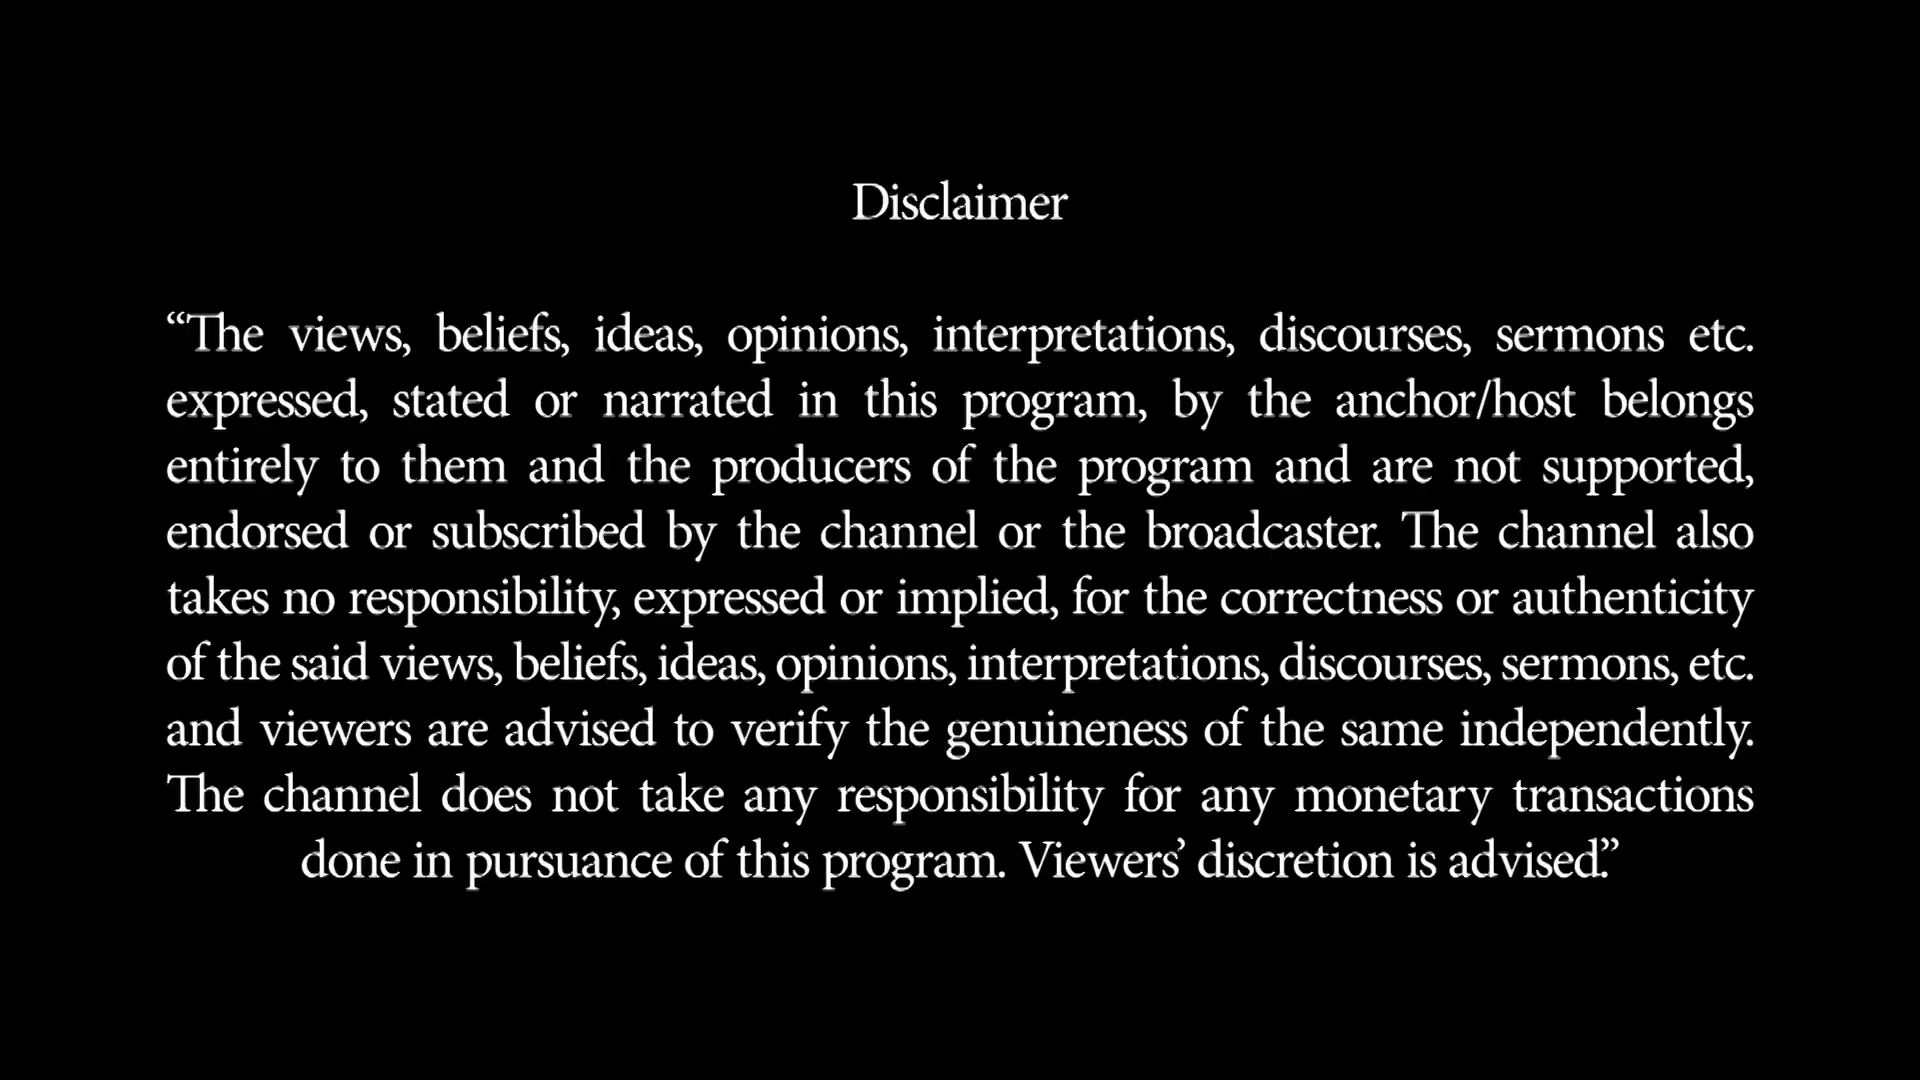 Disclaimer
“The views, beliefs, ideas, opinions, interpretations, discourses, sermons etc.
expressed, stated or narrated in this program, by the anchor/host belongs
entirely to them and the producers of the program and are not supported,
endorsed or subscribed by the channel or the broadcaster. The channel also
takes no responsibility, expressed or implied, for the correctness or authenticity
of the said views, beliefs, ideas, opinions, interpretations, discourses, sermons, etc.
and viewers are advised to verify the genuineness of the same independently.
The channel does not take any responsibility for any monetary transactions
done in pursuance of this program. Viewers’ discretion is advised.”